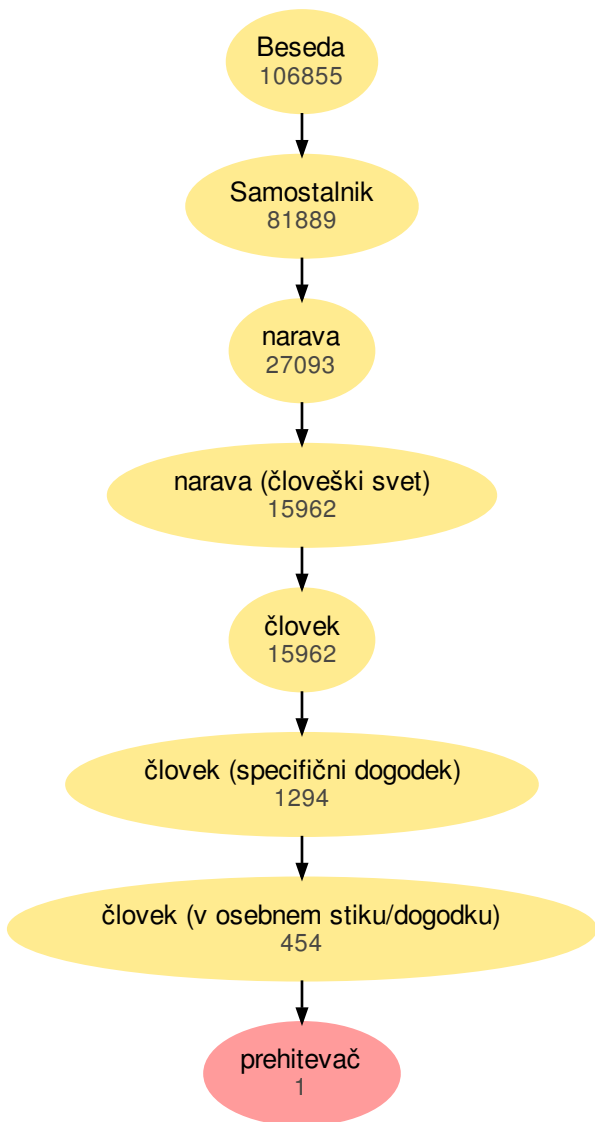 Beseda
106855
Samostalnik
81889
narava
27093
narava (človeški svet)
15962
človek
15962
človek (specifični dogodek)
1294
človek (v osebnem stiku/dogodku)
454
prehitevač
1